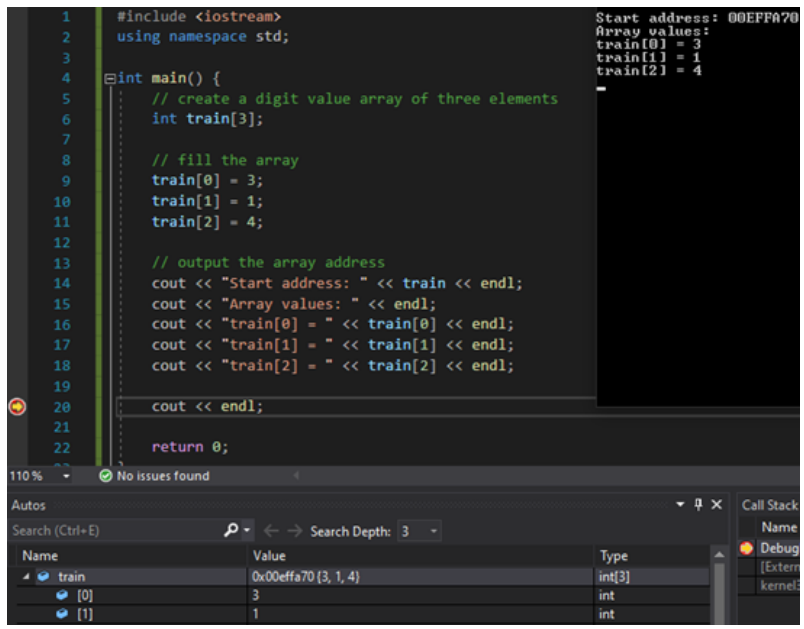 1 #include <iostream>
2 using namespace std;
3
4 int main() {
5 // create a digit value array of three elements
6 int train[3];
7
8 // fill the array
9 train[0] = 3;
10 train[1] = 1;
11 train[2] = 4;
12
13 // output the array address
14 cout << "Start address: " << train << endl;
15 cout << "Array values: " << endl;
16 cout << "train[0] = " << train[0] << endl;
17 cout << "train[1] = " << train[1] << endl;
18 cout << "train[2] = " << train[2] << endl;
19
20 cout << endl;
21
22 return 0;
Start address: 00EFFA70
Array values:
train[0] = 3
train[1] = 1
train[2] = 4
110 % No issues found
Autos
Search (Ctrl+E) Search Depth: 3
Name Value Type
train 0x00effa70 {3, 1, 4} int[3]
[0] 3 int
[1] 1 int
Call Stack
Name
Debug
[Extern
kernel3